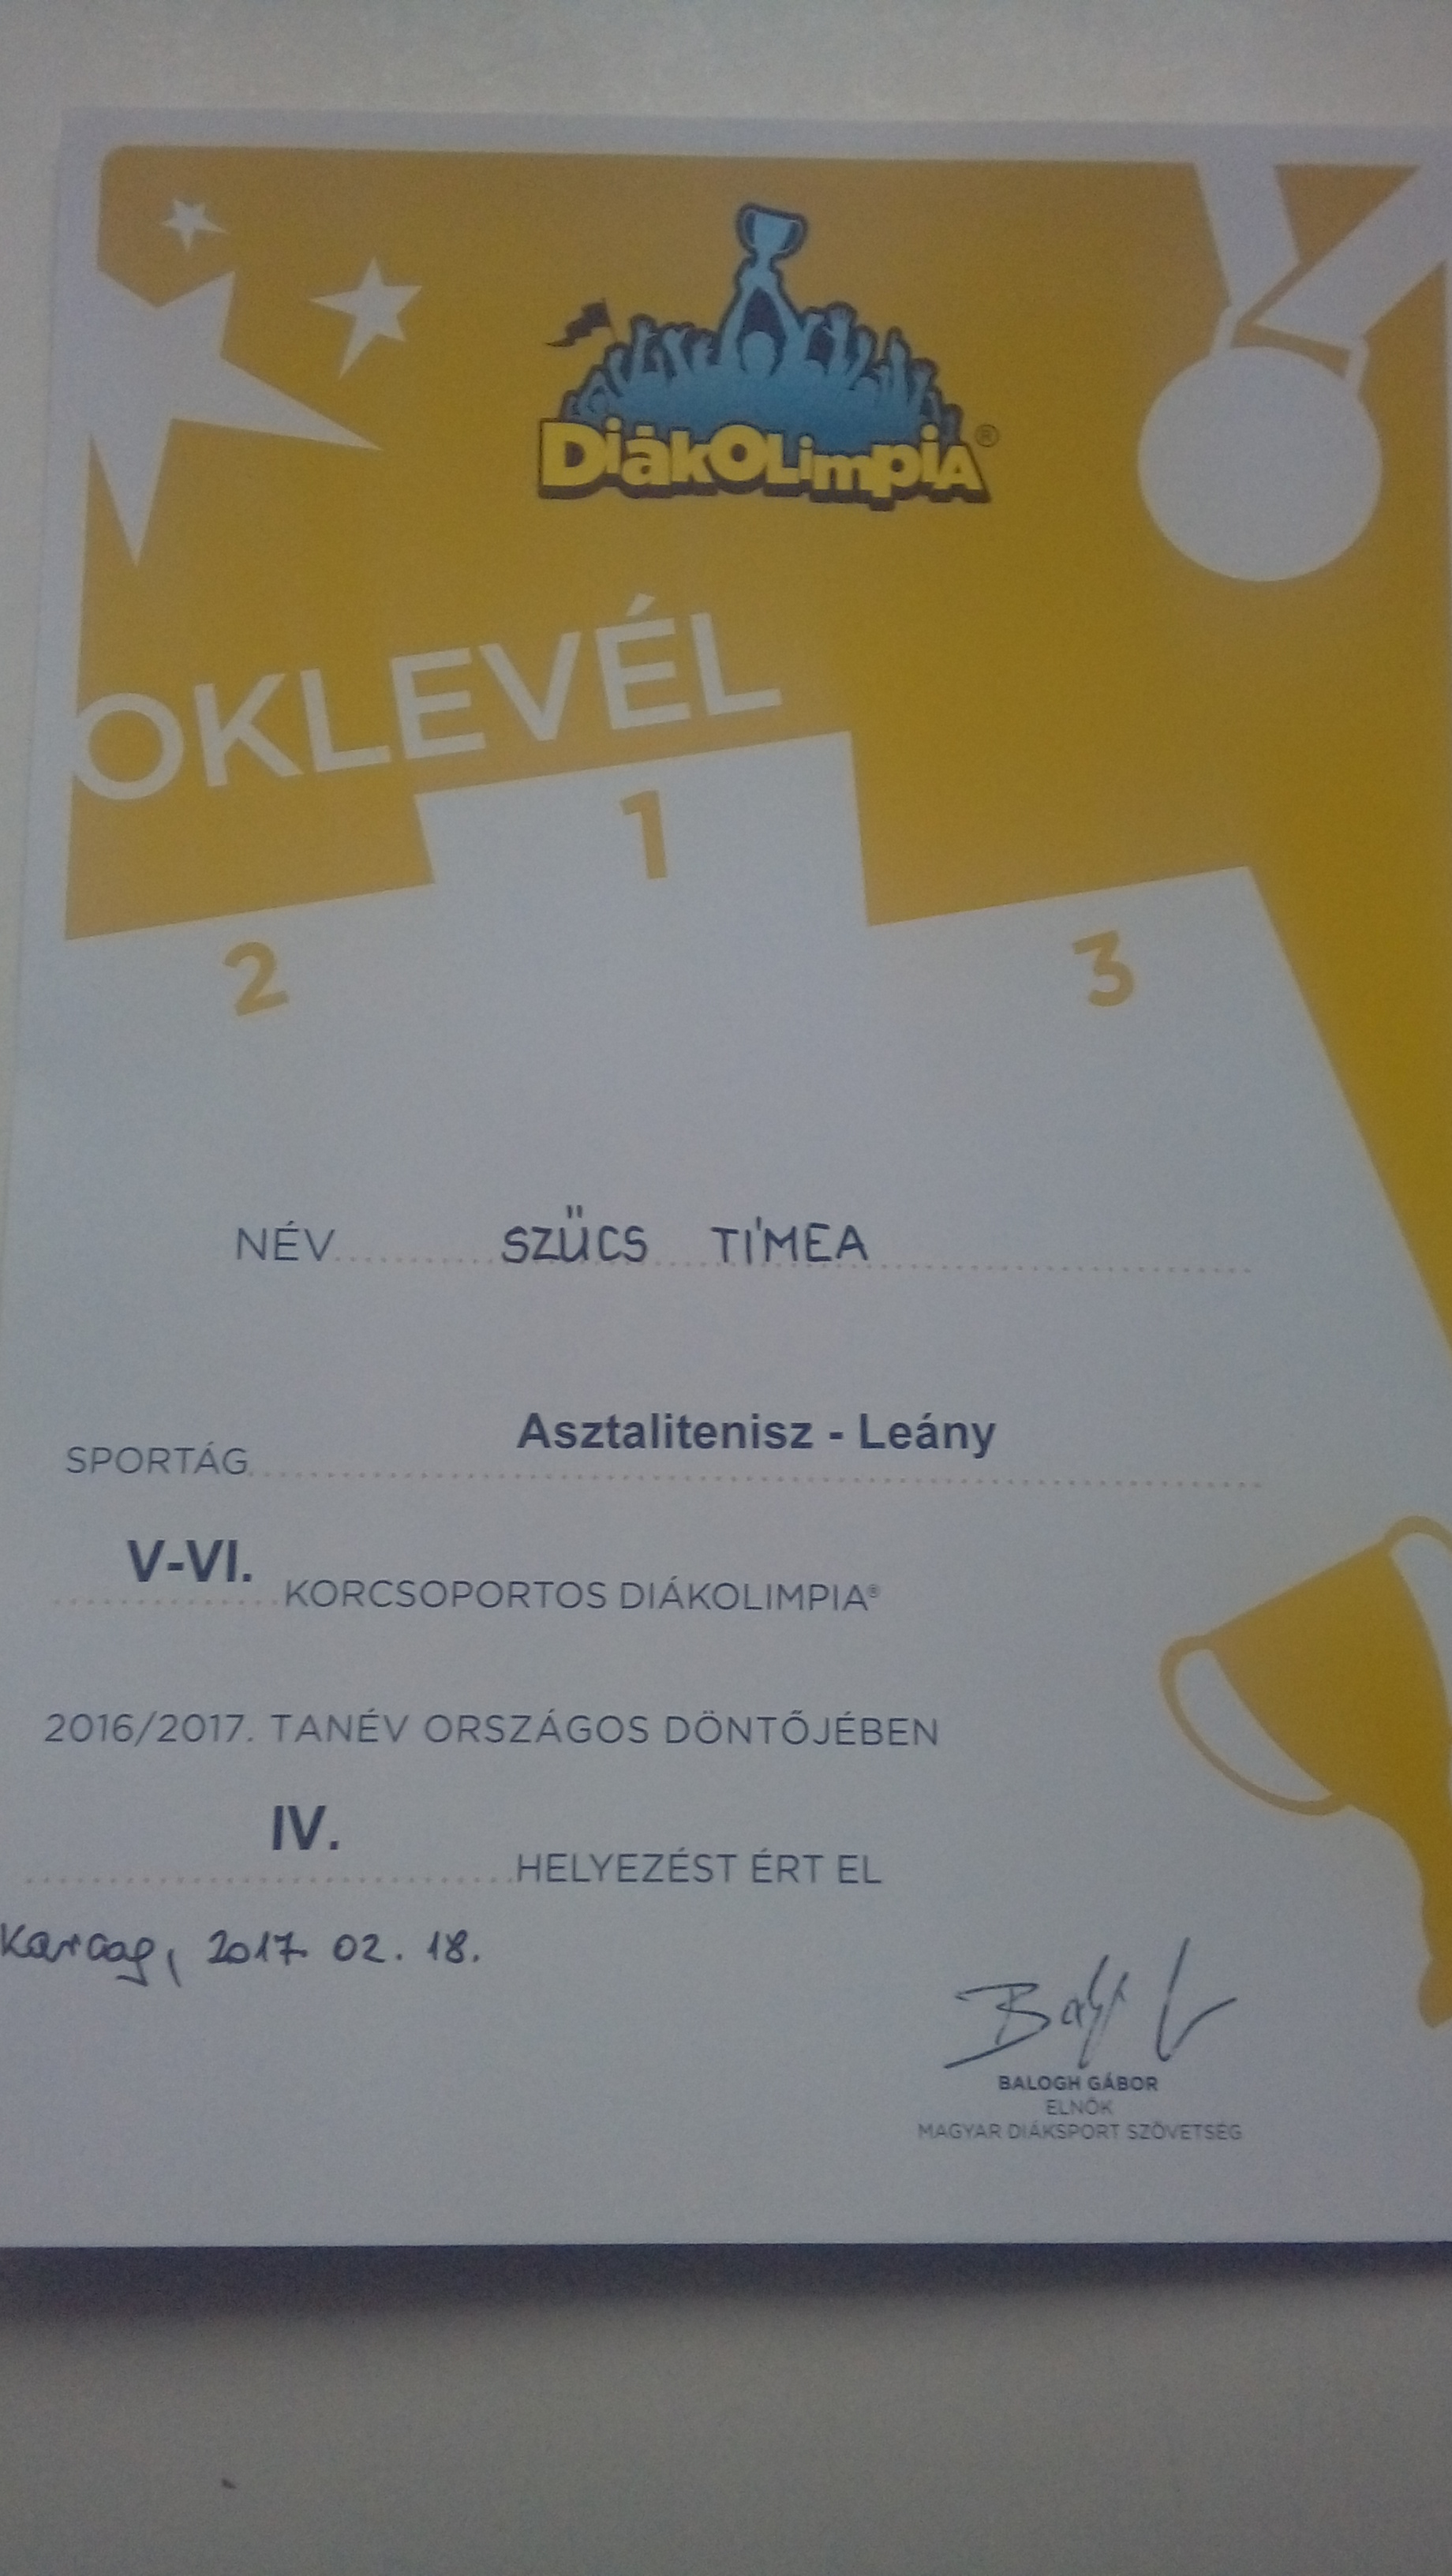 DiákOLimpiA®
OKLEVÉL
1
2
3
NÉV SZÜCS TÍMEA
Asztalitenisz - Leány
SPORTÁG
V-VI. KORCSOPORTOS DIÁKOLIMPIA®
2016/2017. TANÉV ORSZÁGOS DÖNTŐJÉBEN
IV. HELYEZÉST ÉRT EL
Karcag, 2017. 02. 18.
BALOGH GÁBOR
ELNÖK
MAGYAR DIÁKSPORT SZÖVETSÉG